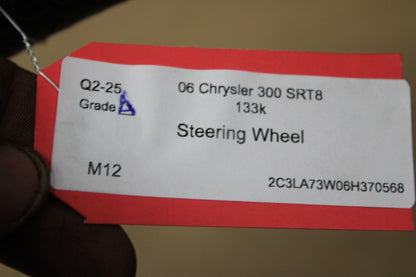 Q2-25
Grade A
06 Chrysler 300 SRT8
133k
Steering Wheel
M12
2C3LA73W06H370568